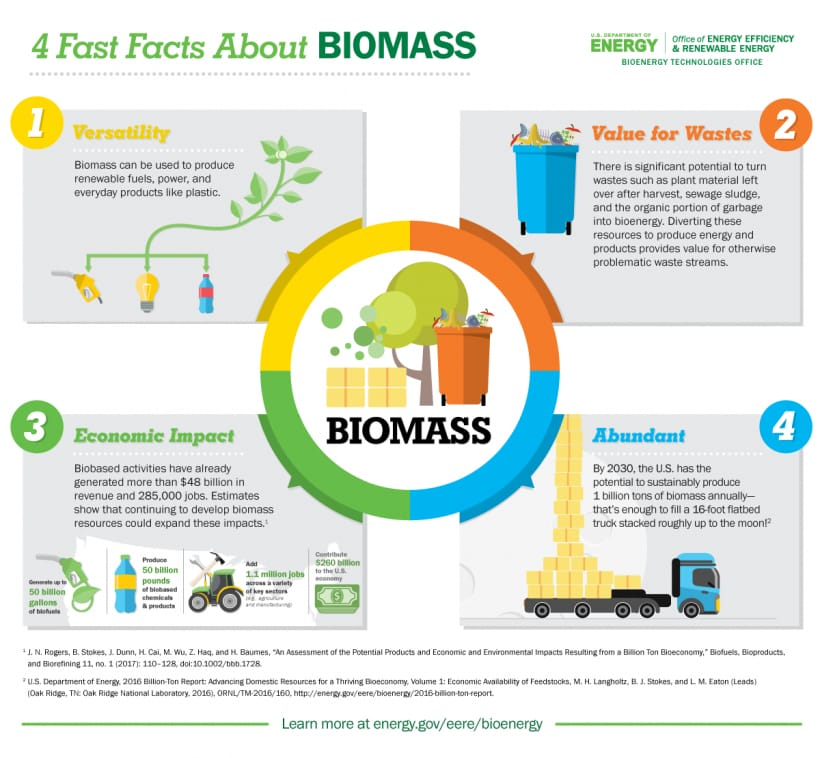 4 Fast Facts About BIOMASS
U.S. DEPARTMENT OF
ENERGY
Office of ENERGY EFFICIENCY
& RENEWABLE ENERGY
BIOENERGY TECHNOLOGIES OFFICE
1
Versatility
Biomass can be used to produce
renewable fuels, power, and
everyday products like plastic.
2
Value for Wastes
There is significant potential to turn
wastes such as plant material left
over after harvest, sewage sludge,
and the organic portion of garbage
into bioenergy. Diverting these
resources to produce energy and
products provides value for otherwise
problematic waste streams.
BIOMASS
3
Economic Impact
Biobased activities have already
generated more than $48 billion in
revenue and 285,000 jobs. Estimates
show that continuing to develop biomass
resources could expand these impacts.¹
Generate up to
50 billion
gallons
of biofuels
Produce
50 billion
pounds
of biobased
chemicals
& products
Add
1.1 million jobs
across a variety
of key sectors
(e.g. agriculture
and manufacturing)
Contribute
$260 billion
to the U.S.
economy
$
4
Abundant
By 2030, the U.S. has the
potential to sustainably produce
1 billion tons of biomass annually—
that's enough to fill a 16-foot flatbed
truck stacked roughly up to the moon!²
¹ J. N. Rogers, B. Stokes, J. Dunn, H. Cai, M. Wu, Z. Haq, and H. Baumes, “An Assessment of the Potential Products and Economic and Environmental Impacts Resulting from a Billion Ton Bioeconomy,” Biofuels, Bioproducts,
and Biorefining 11, no. 1 (2017): 110–128, doi:10.1002/bbb.1728.
² U.S. Department of Energy, 2016 Billion-Ton Report: Advancing Domestic Resources for a Thriving Bioeconomy, Volume 1: Economic Availability of Feedstocks, M. H. Langholtz, B. J. Stokes, and L. M. Eaton (Leads)
(Oak Ridge, TN: Oak Ridge National Laboratory, 2016), ORNL/TM-2016/160, http://energy.gov/eere/bioenergy/2016-billion-ton-report.
Learn more at energy.gov/eere/bioenergy